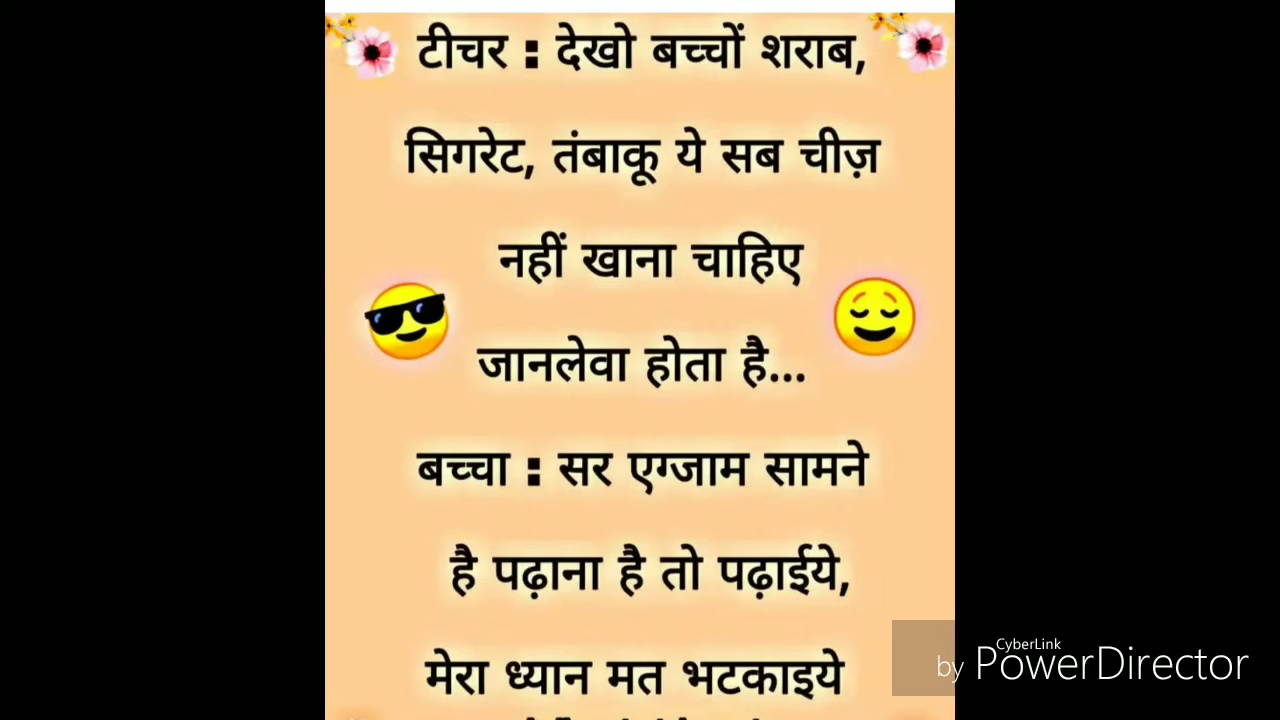 टीचर : देखो बच्चों शराब,
सिगरेट, तंबाकू ये सब चीज़
नहीं खाना चाहिए
जानलेवा होता है...
बच्चा : सर एग्जाम सामने
है पढ़ाना है तो पढ़ाईये,
मेरा ध्यान मत भटकाइये
CyberLink
by PowerDirector